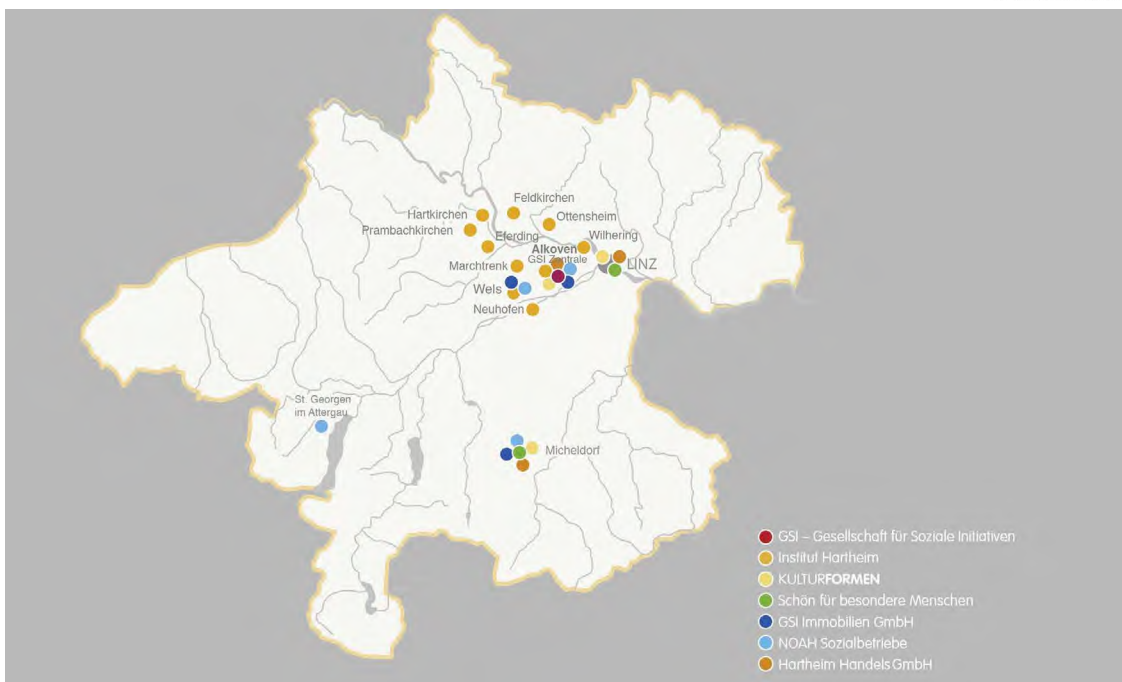 Feldkirchen
Hartkirchen
Ottensheim
Prambachkirchen
Eferding
Wilhering
Alkoven
GSI Zentrale
LINZ
Marchtrenk
Wels
Neuhofen
St. Georgen
im Attergau
Micheldorf
GSI – Gesellschaft für Soziale Initiativen
Institut Hartheim
KULTURFORMEN
Schön für besondere Menschen
GSI Immobilien GmbH
NOAH Sozialbetriebe
Hartheim Handels GmbH